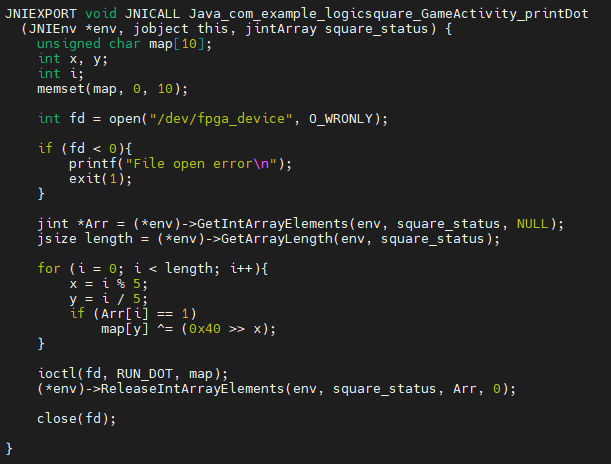 JNIEXPORT void JNICALL Java_com_example_logicsquare_GameActivity_printDot
  (JNIEnv *env, jobject this, jintArray square_status) {
    unsigned char map[10];
    int x, y;
    int i;
    memset(map, 0, 10);

    int fd = open("/dev/fpga_device", O_WRONLY);

    if (fd < 0){
        printf("File open error\n");
        exit(1);
    }

    jint *Arr = (*env)->GetIntArrayElements(env, square_status, NULL);
    jsize length = (*env)->GetArrayLength(env, square_status);

    for (i = 0; i < length; i++){
        x = i % 5;
        y = i / 5;
        if (Arr[i] == 1)
            map[y] ^= (0x40 >> x);
    }

    ioctl(fd, RUN_DOT, map);
    (*env)->ReleaseIntArrayElements(env, square_status, Arr, 0);

    close(fd);

}